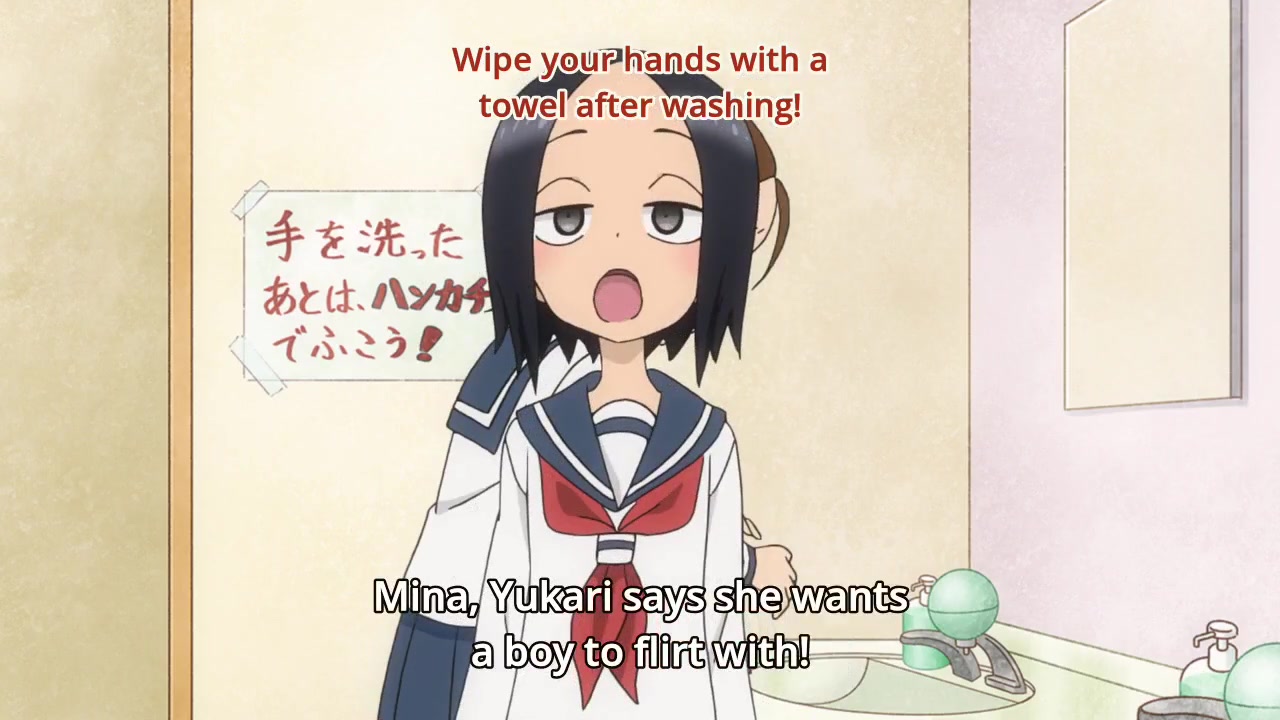 Wipe your hands with a
towel after washing!
手を洗った
あとは、ハンカチ
でふこう!
Mina, Yukari says she wants
a boy to flirt with!